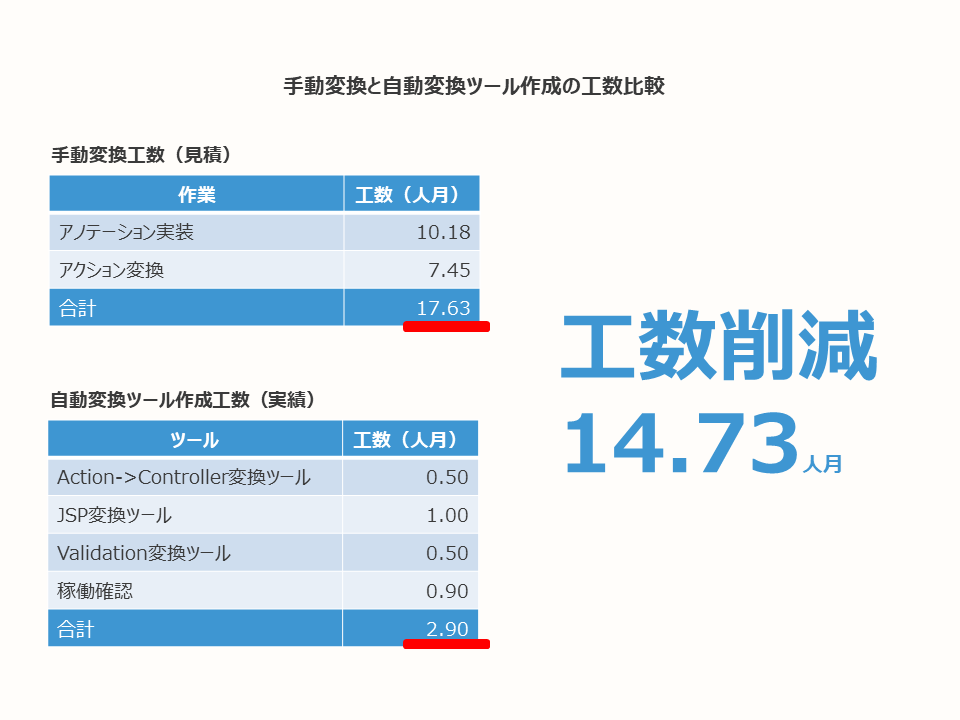 手動変換と自動変換ツール作成の工数比較
手動変換工数（見積）
作業 工数（人月）
アノテーション実装 10.18
アクション変換 7.45
合計 17.63
自動変換ツール作成工数（実績）
ツール 工数（人月）
Action->Controller変換ツール 0.50
JSP変換ツール 1.00
Validation変換ツール 0.50
稼働確認 0.90
合計 2.90
工数削減
14.73人月